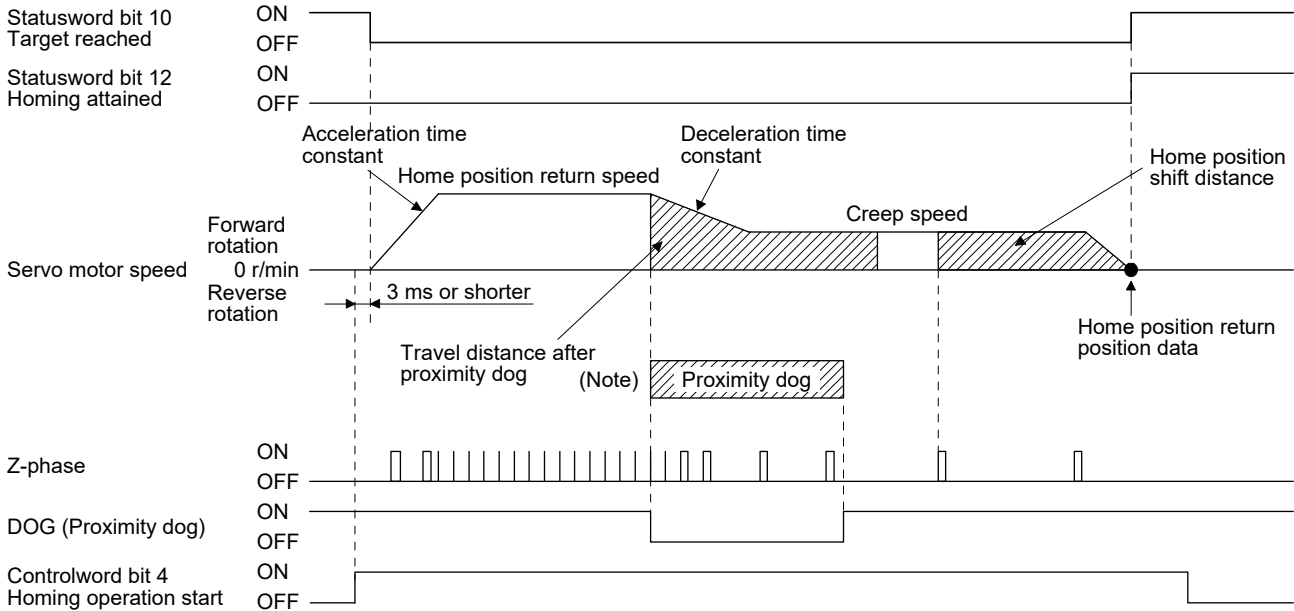 Statusword bit 10
Target reached
ON
OFF
Statusword bit 12
Homing attained
ON
OFF
Acceleration time
constant
Deceleration time
constant
Home position
shift distance
Home position return speed
Creep speed
Forward
rotation
Servo motor speed
0 r/min
Reverse
rotation
3 ms or shorter
Travel distance after
proximity dog
(Note)
Proximity dog
Home position return
position data
Z-phase
ON
OFF
DOG (Proximity dog)
ON
OFF
Controlword bit 4
Homing operation start
ON
OFF